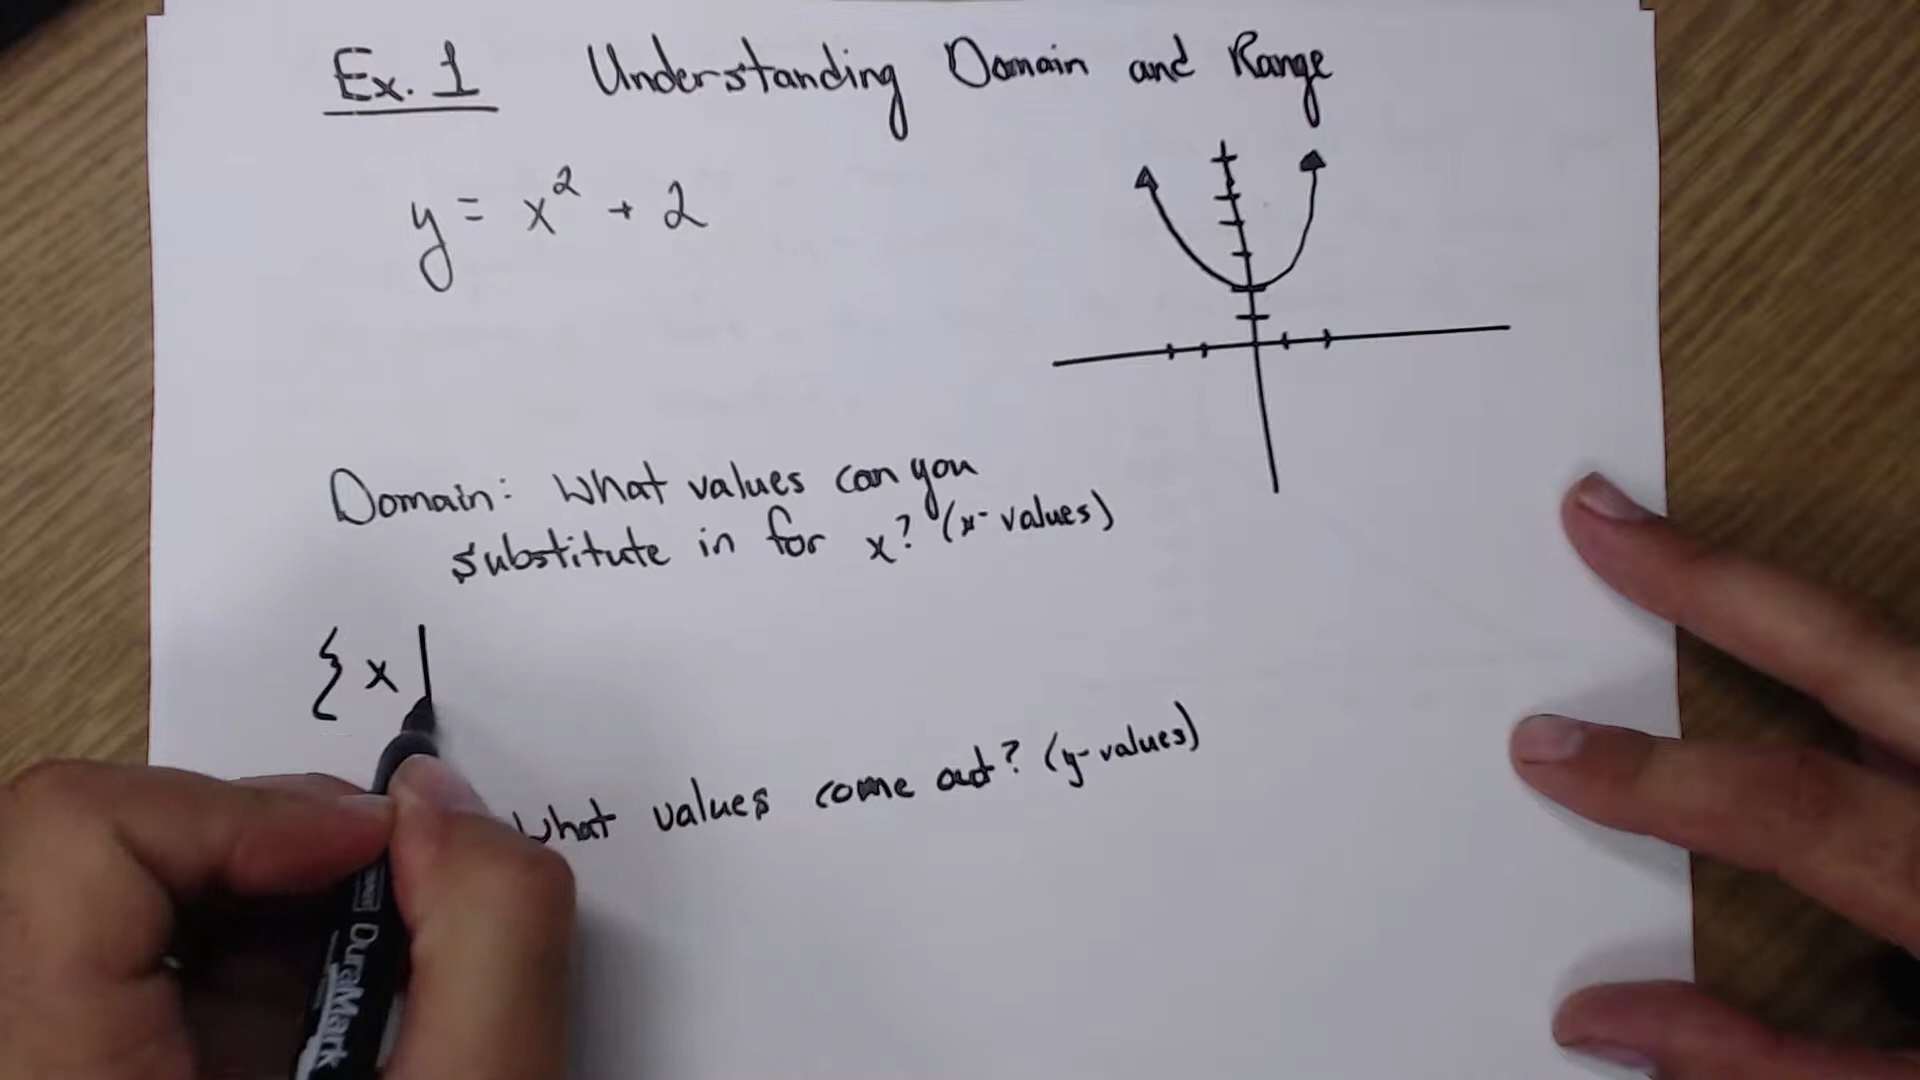 Ex. 1 Understanding Domain and Range
y = x² + 2
Domain: What values can you
substitute in for x? (x-values)
{ x |
What values come out? (y-values)
DuraMark